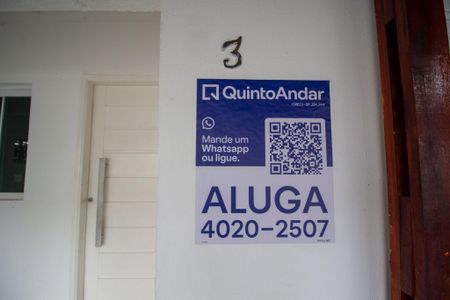 3
QuintoAndar
Mande um
Whatsapp
ou ligue.
ALUGA
4020-2507